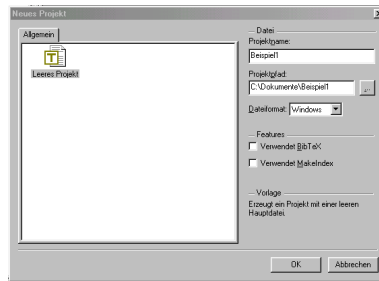 Neues Projekt
Allgemein
Leeres Projekt
Datei
Projektname:
Beispiel1
Projektpfad:
C:\Dokumente\Beispiel1
...
Dateiformat: Windows
Features
Verwendet BibTeX
Verwendet MakeIndex
Vorlage
Erzeugt ein Projekt mit einer leeren
Hauptdatei.
OK
Abbrechen